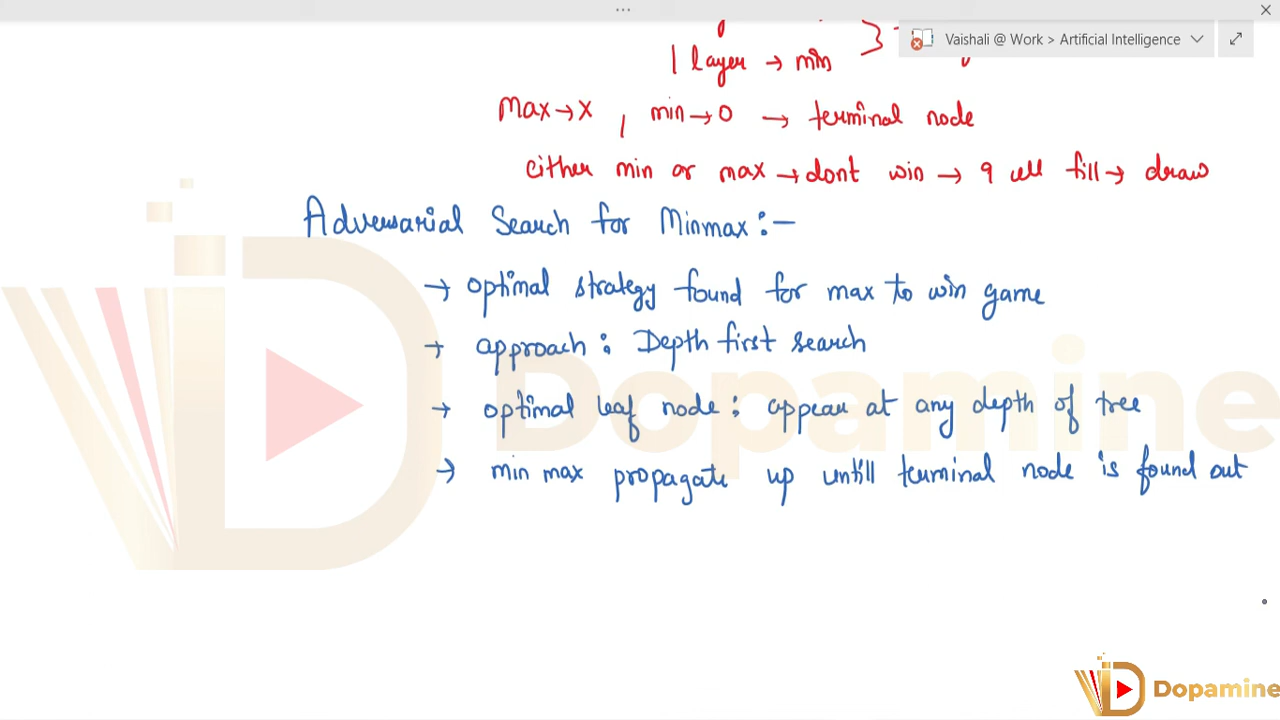 Vaishali @ Work > Artificial Intelligence
1 layer → min
Max → X , min → O → terminal node
either min or max → dont win → 9 cell fill → draw
Adversarial Search for Minmax :-
→ optimal strategy found for max to win game
→ approach : Depth first search
→ optimal leaf node : appear at any depth of tree
→ min max propagate up untill terminal node is found out
Dopamine
Dopamine